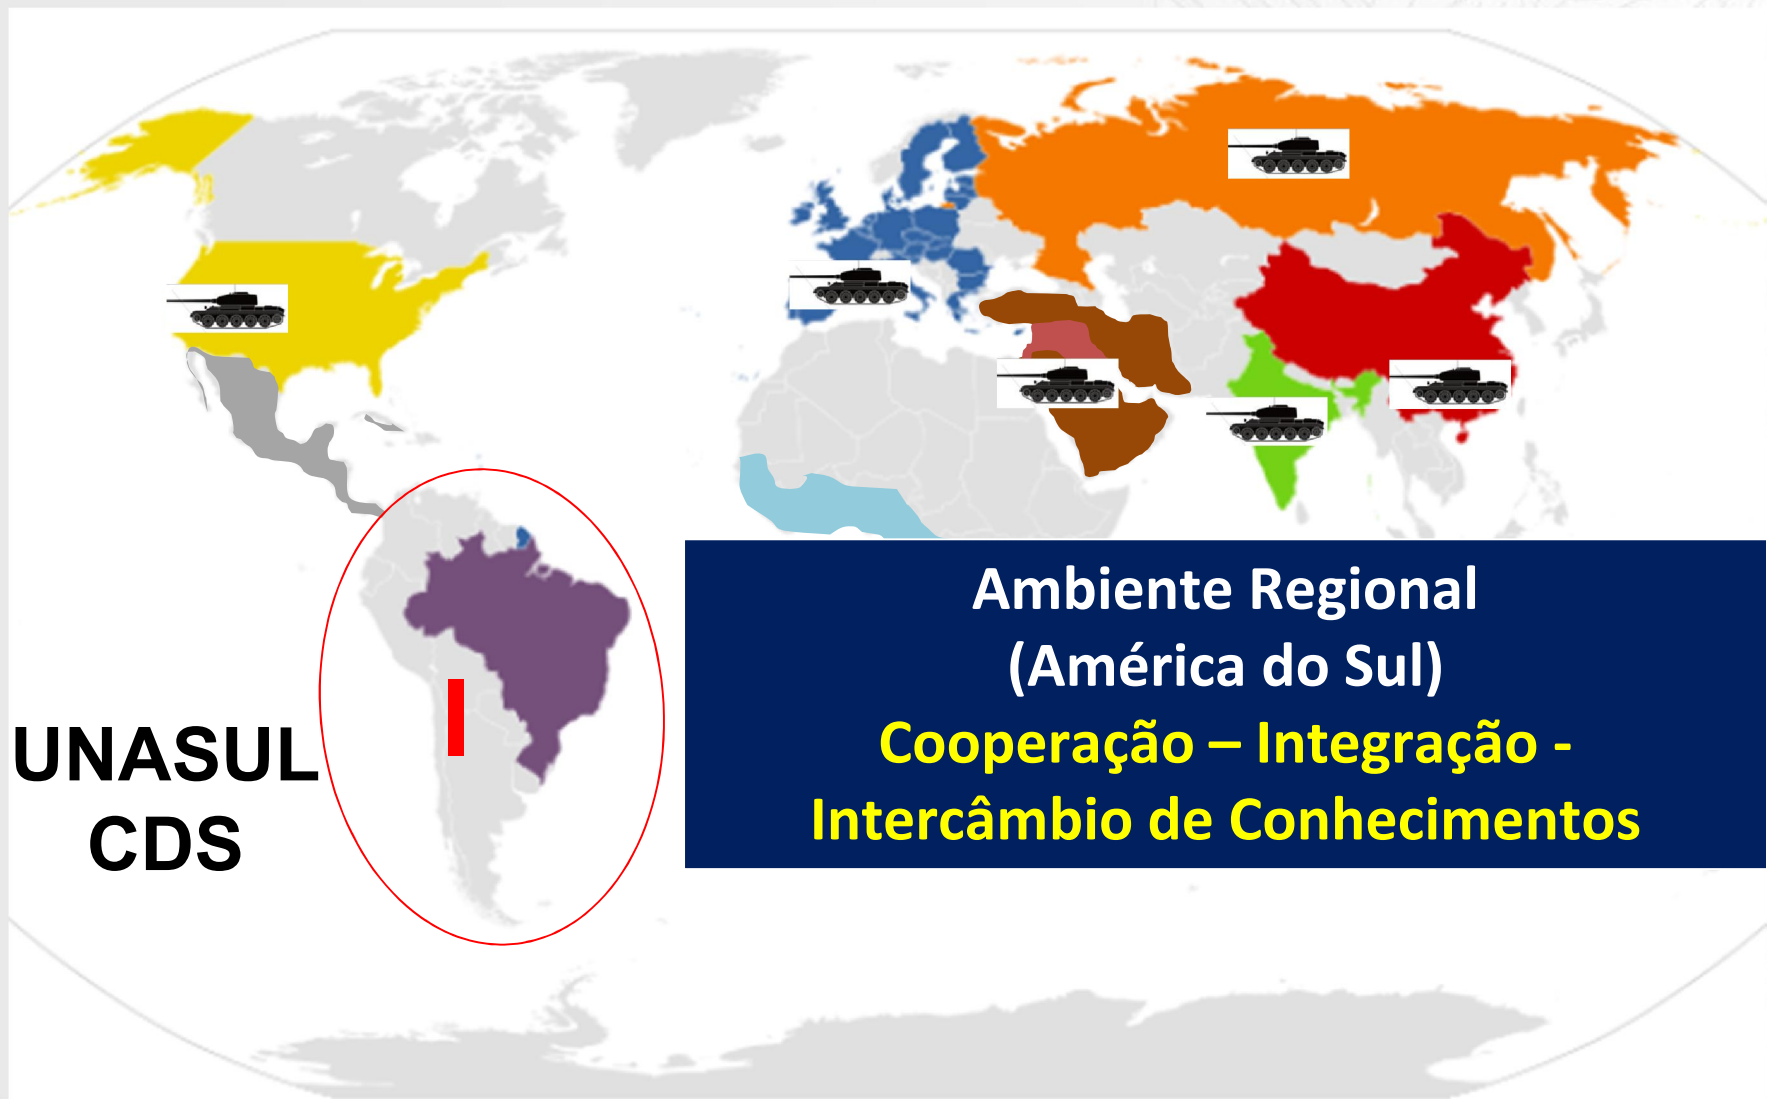 UNASUL
CDS
I
Ambiente Regional
(América do Sul)
Cooperação – Integração -
Intercâmbio de Conhecimentos